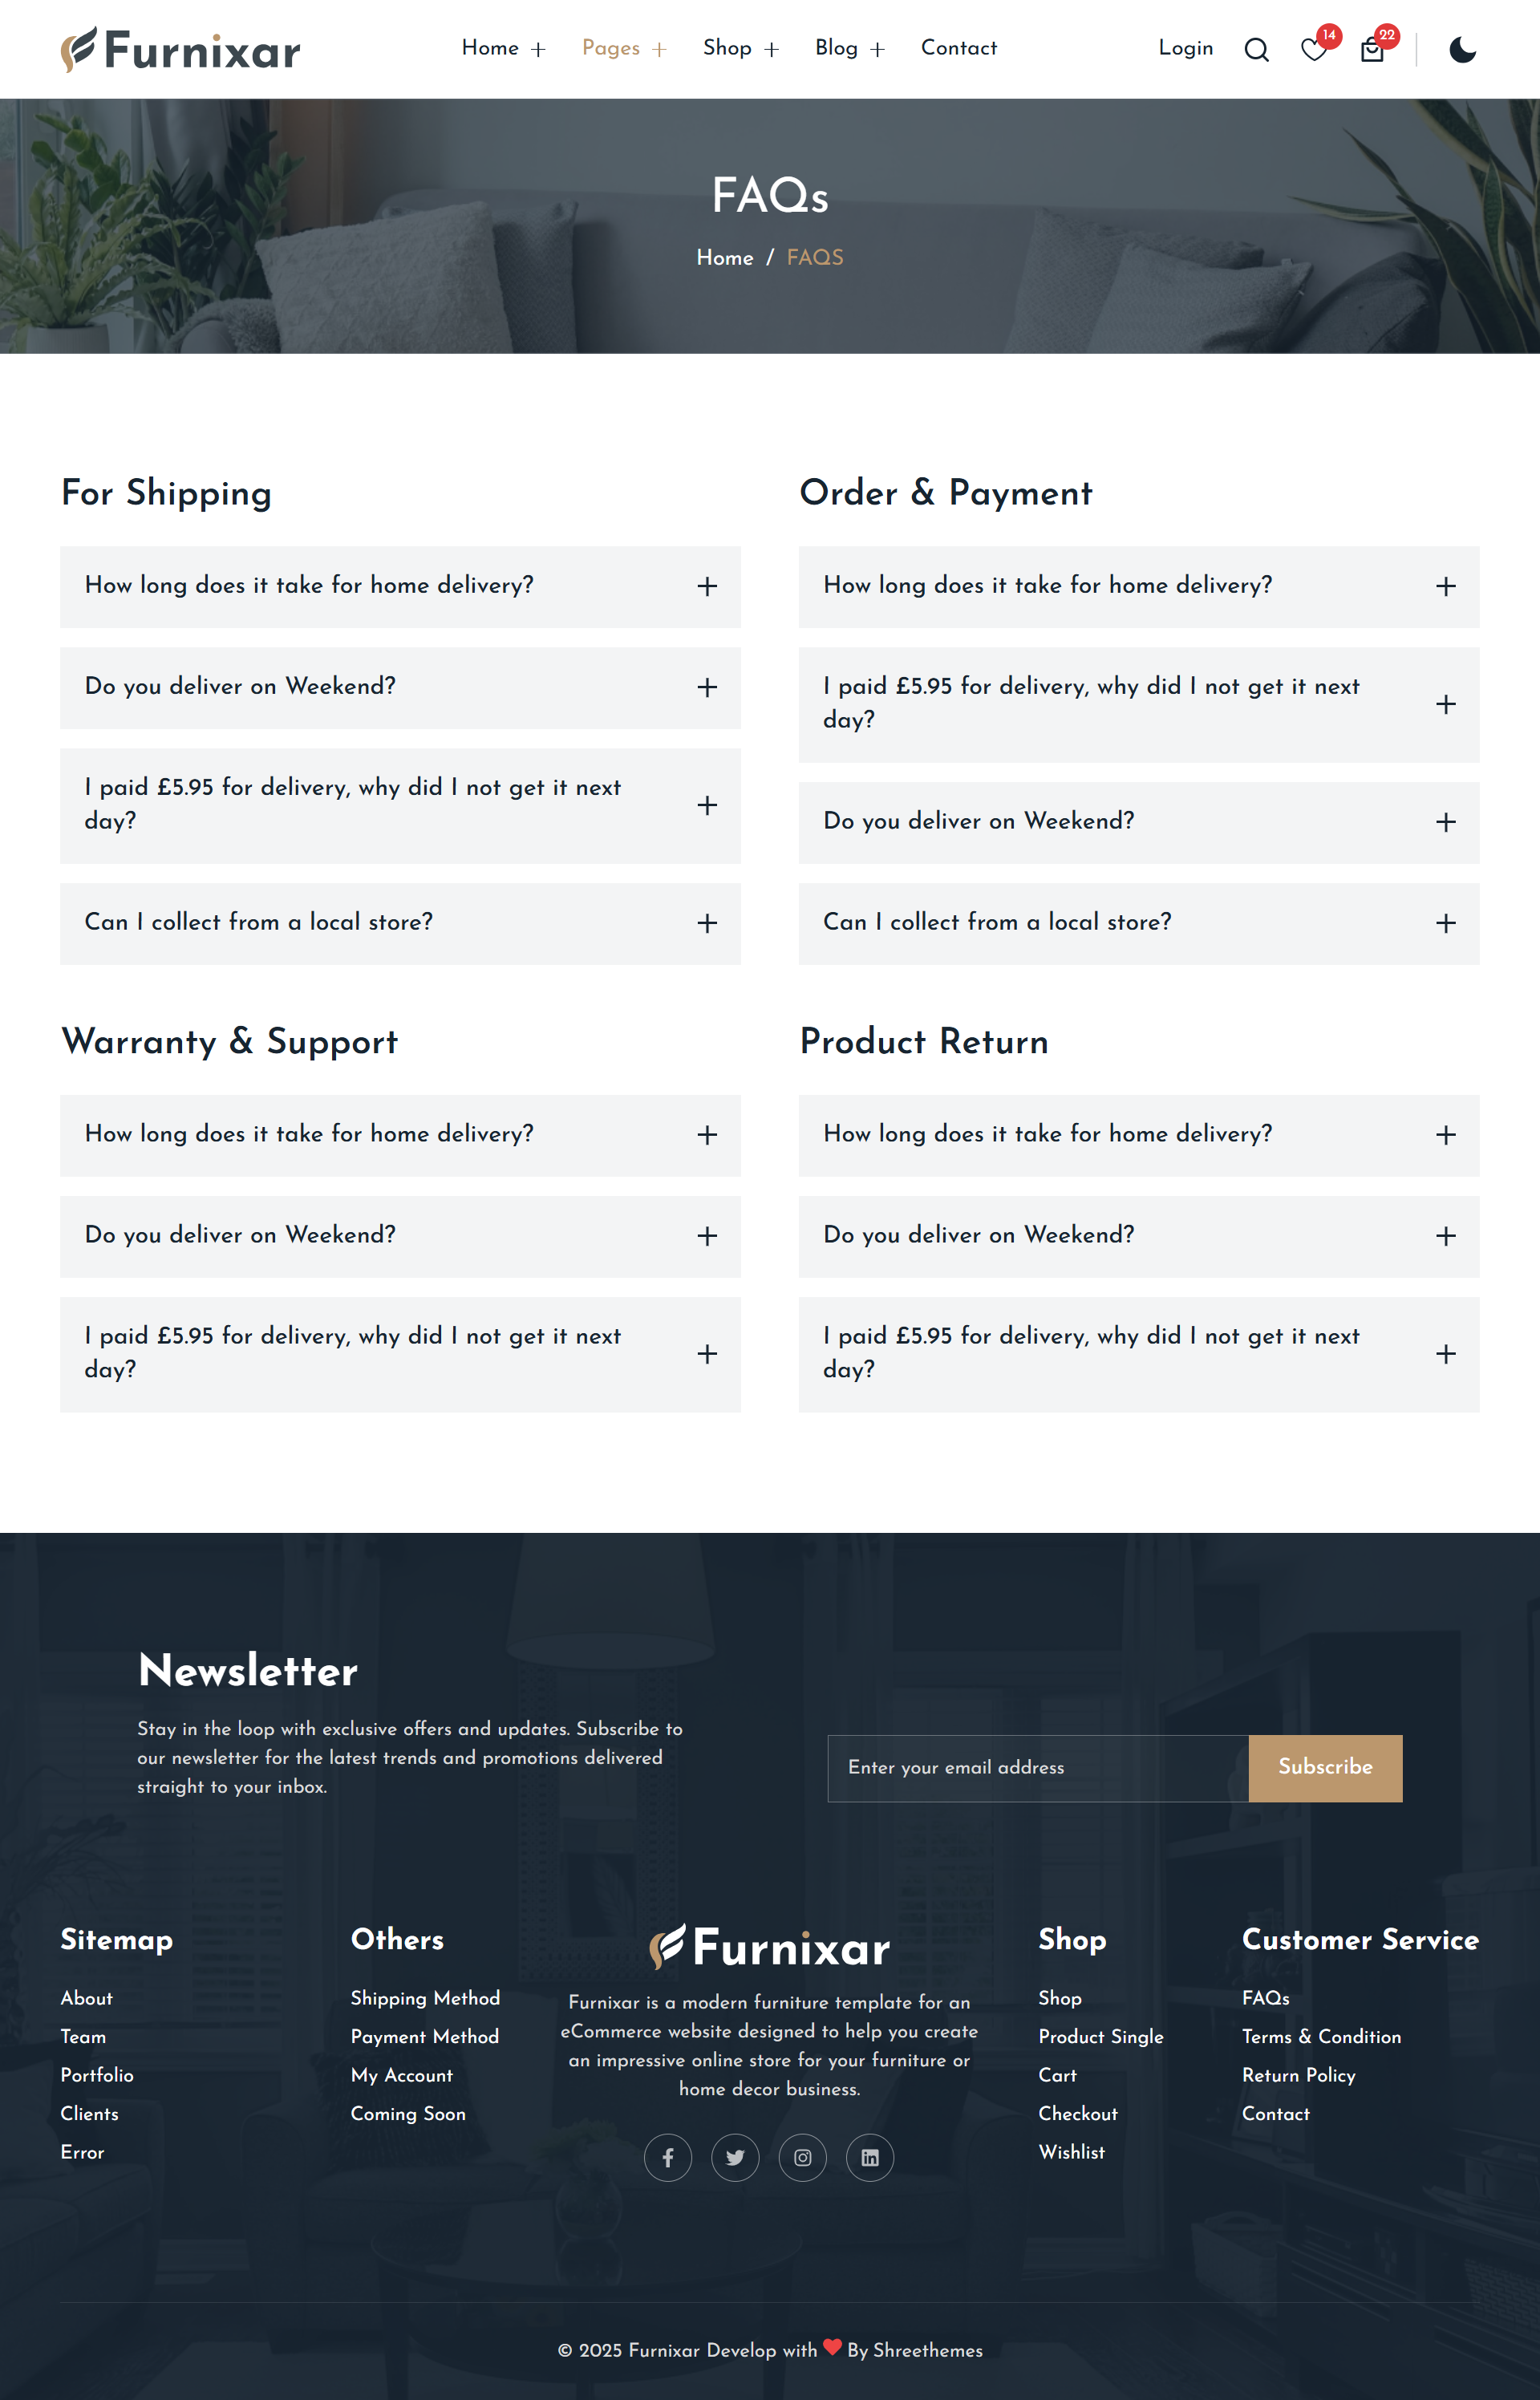 Furnixar
Home Pages Shop Blog Contact
Login 14 22
FAQs
Home / FAQS
For Shipping
How long does it take for home delivery?
Do you deliver on Weekend?
I paid £5.95 for delivery, why did I not get it next
day?
Can I collect from a local store?
Order & Payment
How long does it take for home delivery?
I paid £5.95 for delivery, why did I not get it next
day?
Do you deliver on Weekend?
Can I collect from a local store?
Warranty & Support
How long does it take for home delivery?
Do you deliver on Weekend?
I paid £5.95 for delivery, why did I not get it next
day?
Product Return
How long does it take for home delivery?
Do you deliver on Weekend?
I paid £5.95 for delivery, why did I not get it next
day?
Newsletter
Stay in the loop with exclusive offers and updates. Subscribe to
our newsletter for the latest trends and promotions delivered
straight to your inbox.
Enter your email address
Subscribe
Sitemap
About
Team
Portfolio
Clients
Error
Others
Shipping Method
Payment Method
My Account
Coming Soon
Furnixar
Furnixar is a modern furniture template for an
eCommerce website designed to help you create
an impressive online store for your furniture or
home decor business.
Shop
Shop
Product Single
Cart
Checkout
Wishlist
Customer Service
FAQs
Terms & Condition
Return Policy
Contact
© 2025 Furnixar Develop with ❤ By Shreethemes